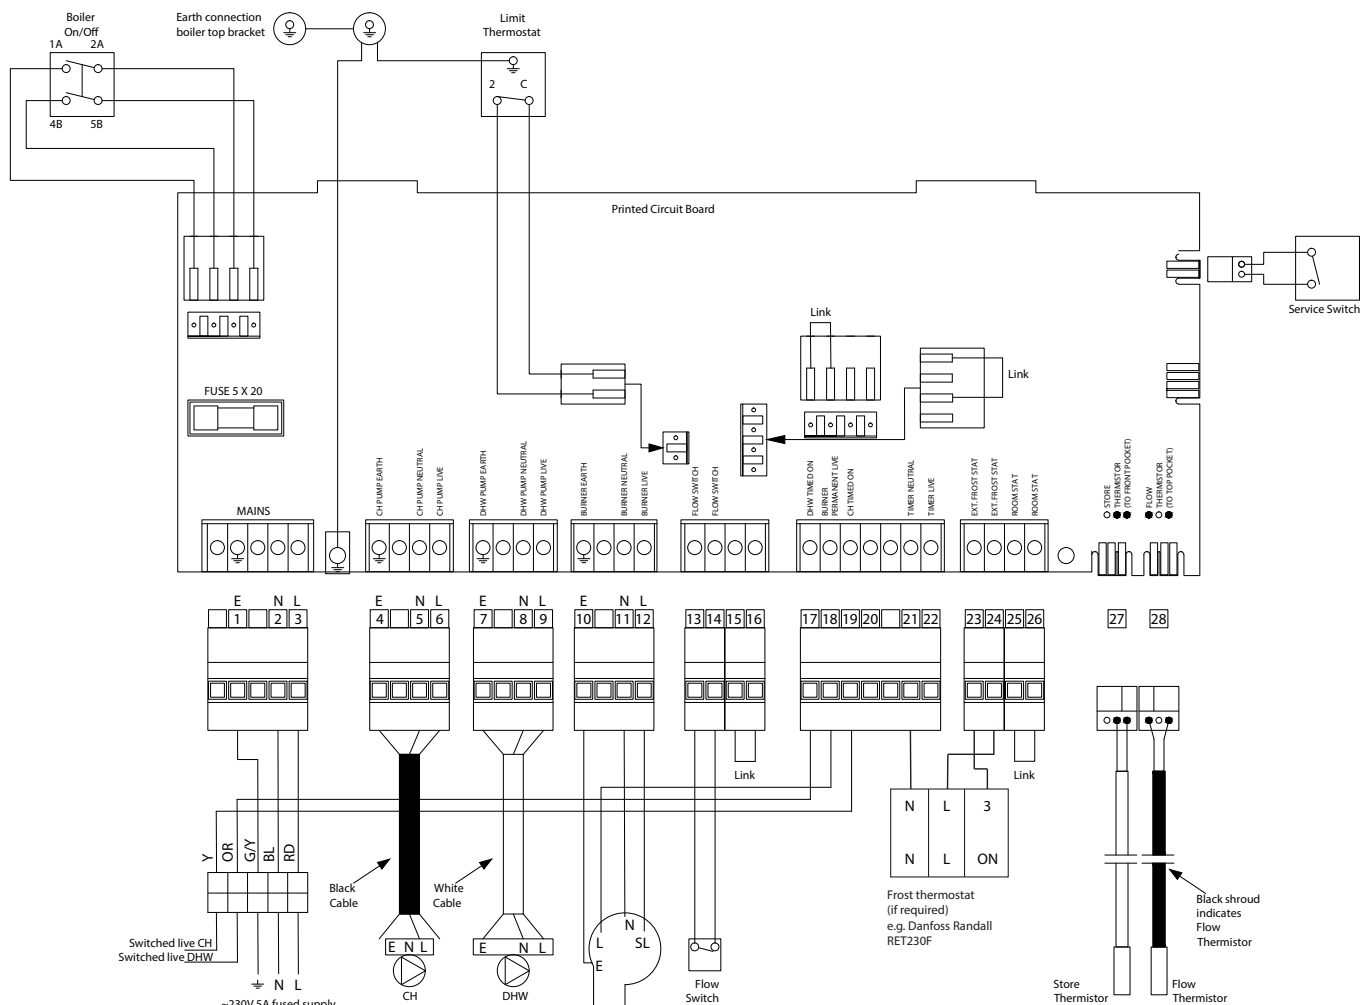 Boiler
On/Off
1A 2A
4B 5B
Earth connection
boiler top bracket
Limit
Thermostat
2 C
Printed Circuit Board
Service Switch
FUSE 5 X 20
Link
Link
MAINS
CH PUMP EARTH
CH PUMP NEUTRAL
CH PUMP LIVE
DHW PUMP EARTH
DHW PUMP NEUTRAL
DHW PUMP LIVE
BURNER EARTH
BURNER NEUTRAL
BURNER LIVE
FLOW SWITCH
FLOW SWITCH
DHW TIMED ON
BURNER
PERMANENT LIVE
CH TIMED ON
TIMER NEUTRAL
TIMER LIVE
EXT. FROST STAT
EXT. FROST STAT
ROOM STAT
ROOM STAT
STORE
THERMISTOR
(TO FRONT POCKET)
FLOW
THERMISTOR
(TO TOP POCKET)
E N L E N L E N L E N L
1 2 3 4 5 6 7 8 9 10 11 12 13 14 15 16 17 18 19 20 21 22 23 24 25 26 27 28
Link
Link
Y OR G/Y BL RD
Black
Cable
White
Cable
N L 3
N L ON
Frost thermostat
(if required)
e.g. Danfoss Randall
RET230F
Black shroud
indicates
Flow
Thermistor
Switched live CH
Switched live DHW
N L
~230V 5A fused supply
E N L
CH
E N L
DHW
L N SL
E
Flow
Switch
Store
Thermistor
Flow
Thermistor